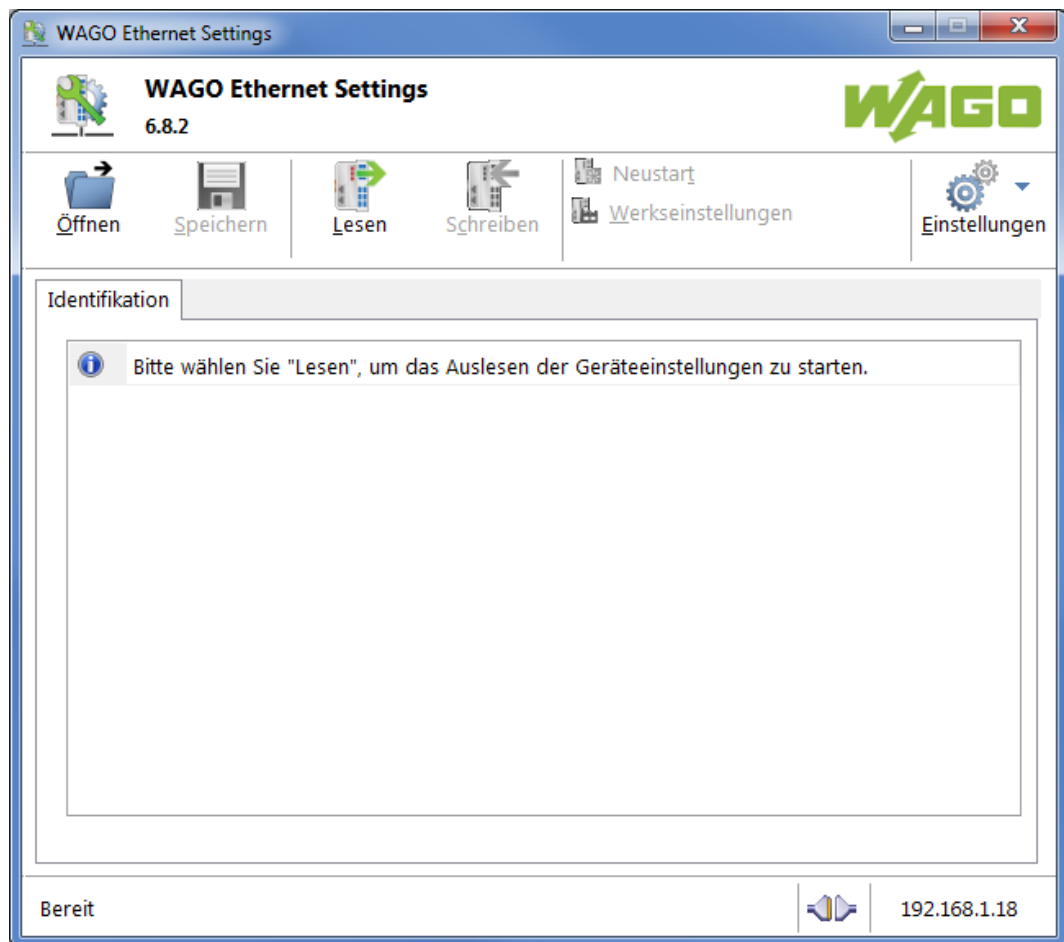 WAGO Ethernet Settings
WAGO Ethernet Settings
6.8.2
WAGO
Öffnen
Speichern
Lesen
Schreiben
Neustart
Werkseinstellungen
Einstellungen
Identifikation
Bitte wählen Sie "Lesen", um das Auslesen der Geräteeinstellungen zu starten.
Bereit
192.168.1.18